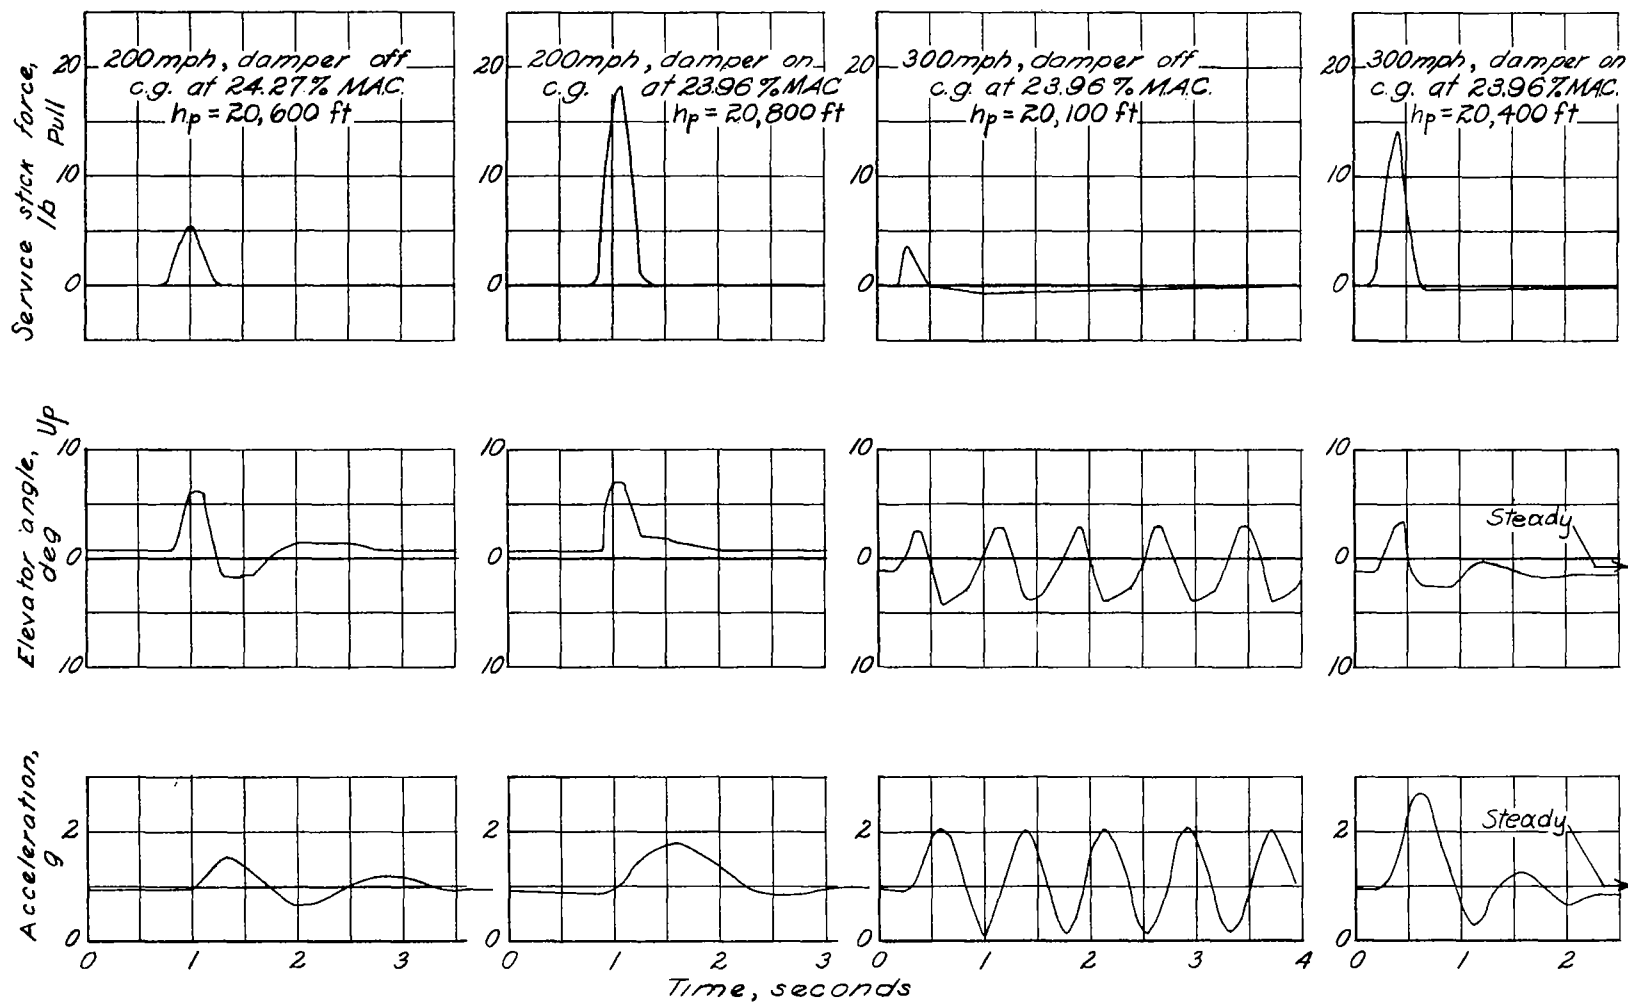 Service stick force,
lb
Pull
20
10
0
200mph, damper off
c.g. at 24.27% MAC.
hp = 20,600 ft
20
10
0
200mph, damper on
c.g. at 23.96% MAC
hp = 20,800 ft
20
10
0
300mph, damper off
c.g. at 23.96% MAC.
hp = 20,100 ft
20
10
0
300mph, damper on
c.g. at 23.96% MAC.
hp = 20,400 ft
Elevator angle,
deg
Up
10
0
10
10
0
10
10
0
10
10
0
10
Steady
Acceleration,
g
2
0
2
0
2
0
2
0
Steady
0 1 2 3
0 1 2 3
0 1 2 3 4
0 1 2
Time, seconds